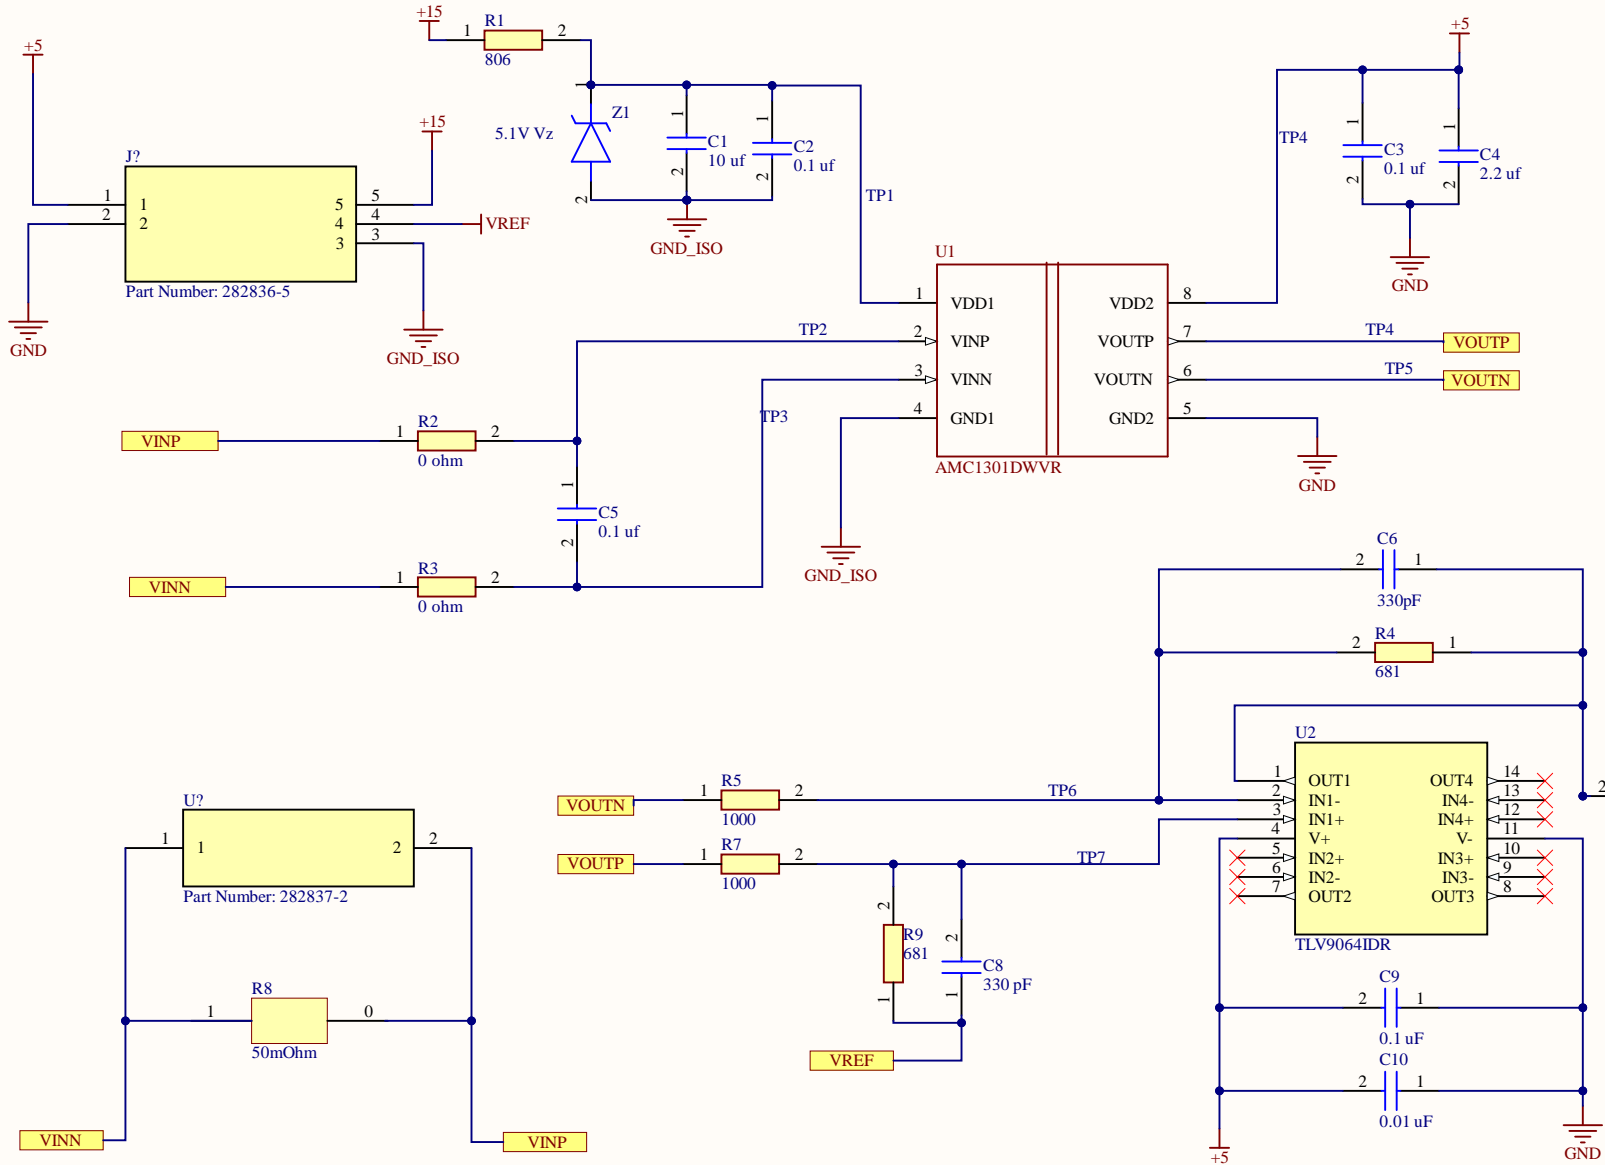 +5
J?
1
2
1
2
5
4
3
5
4
3
Part Number: 282836-5
GND
+15
VREF
GND_ISO
+15
1
R1
2
806
1
2
5.1V Vz
Z1
1
2
C1
10 uf
1
2
C2
0.1 uf
GND_ISO
TP1
+5
TP4
1
2
C3
0.1 uf
1
2
C4
2.2 uf
GND
U1
1
2
3
4
VDD1
VINP
VINN
GND1
VDD2
VOUTP
VOUTN
GND2
8
7
6
5
AMC1301DWVR
TP2
TP3
TP4
VOUTP
TP5
VOUTN
GND
GND_ISO
VINP
1
R2
2
0 ohm
1
2
C5
0.1 uf
VINN
1
R3
2
0 ohm
2
C6
1
330pF
2
R4
1
681
U2
1
2
3
4
5
6
7
OUT1
IN1-
IN1+
V+
IN2+
IN2-
OUT2
OUT4
IN4-
IN4+
V-
IN3+
IN3-
OUT3
14
13
12
11
10
9
8
TLV9064IDR
2
VOUTN
1
R5
2
1000
TP6
VOUTP
1
R7
2
1000
TP7
2
R9
681
1
2
C8
330 pF
1
VREF
2
C9
1
0.1 uF
2
C10
1
0.01 uF
+5
GND
U?
1
1
2
2
Part Number: 282837-2
1
R8
0
50mOhm
VINN
VINP